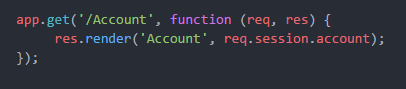 app.get('/Account', function (req, res) {
res.render('Account', req.session.account);
});